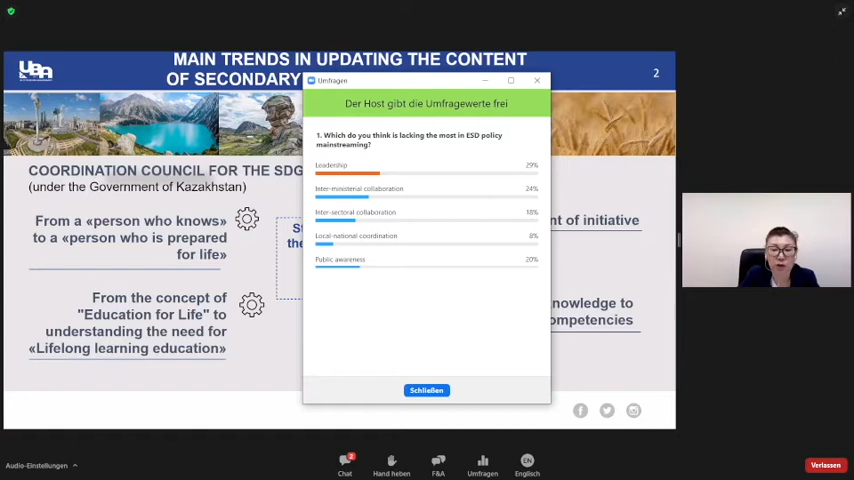 MAIN TRENDS IN UPDATING THE CONTENT
OF SECONDARY
2
Umfragen
Der Host gibt die Umfragewerte frei
1. Which do you think is lacking the most in ESD policy
mainstreaming?
Leadership 29%
Inter-ministerial collaboration 24%
Inter-sectoral collaboration 18%
Local-national coordination 8%
Public awareness 20%
Schließen
COORDINATION COUNCIL FOR THE SDG
(under the Government of Kazakhstan)
From a «person who knows»
to a «person who is prepared
for life»
From the concept of
"Education for Life" to
understanding the need for
«Lifelong learning education»
of initiative
to
Audio-Einstellungen
2
Chat
Hand heben
F&A
Umfragen
EN
Englisch
Verlassen